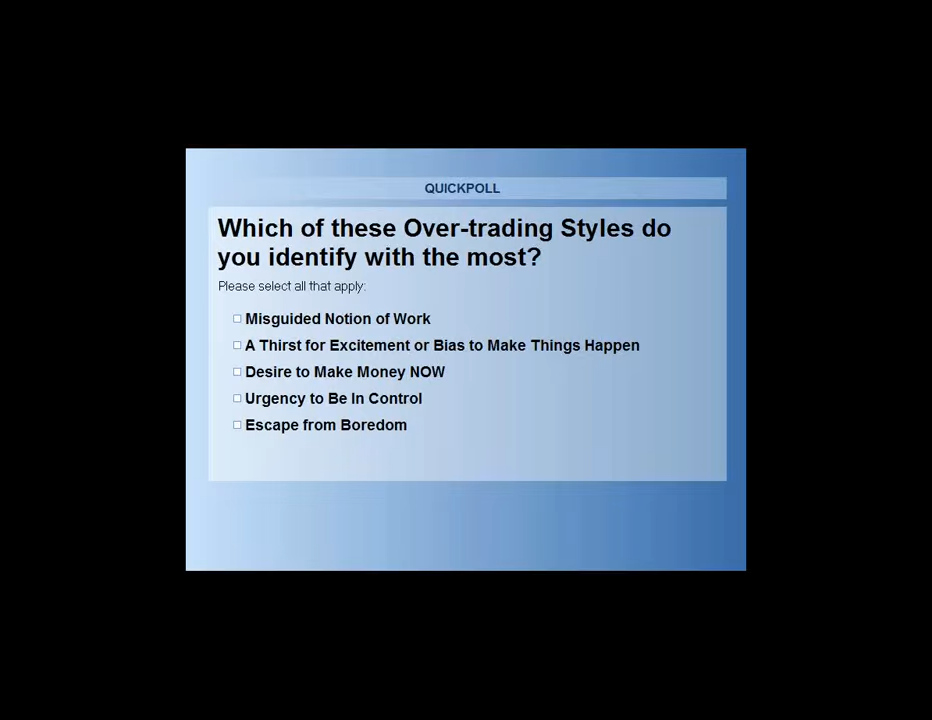 QUICKPOLL
Which of these Over-trading Styles do
you identify with the most?
Please select all that apply:
Misguided Notion of Work
A Thirst for Excitement or Bias to Make Things Happen
Desire to Make Money NOW
Urgency to Be In Control
Escape from Boredom